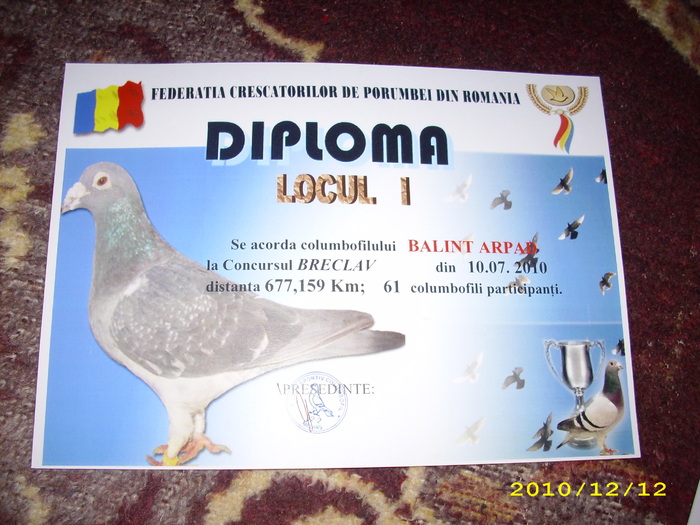 FEDERATIA CRESCATORILOR DE PORUMBEI DIN ROMANIA
DIPLOMA
LOCUL I
Se acorda columbofilului BALINT ARPAD
la Concursul BRECLAV din 10.07.2010
distanta 677,159 Km; 61 columbofili participanți.
PRESEDINTE:
2010/12/12